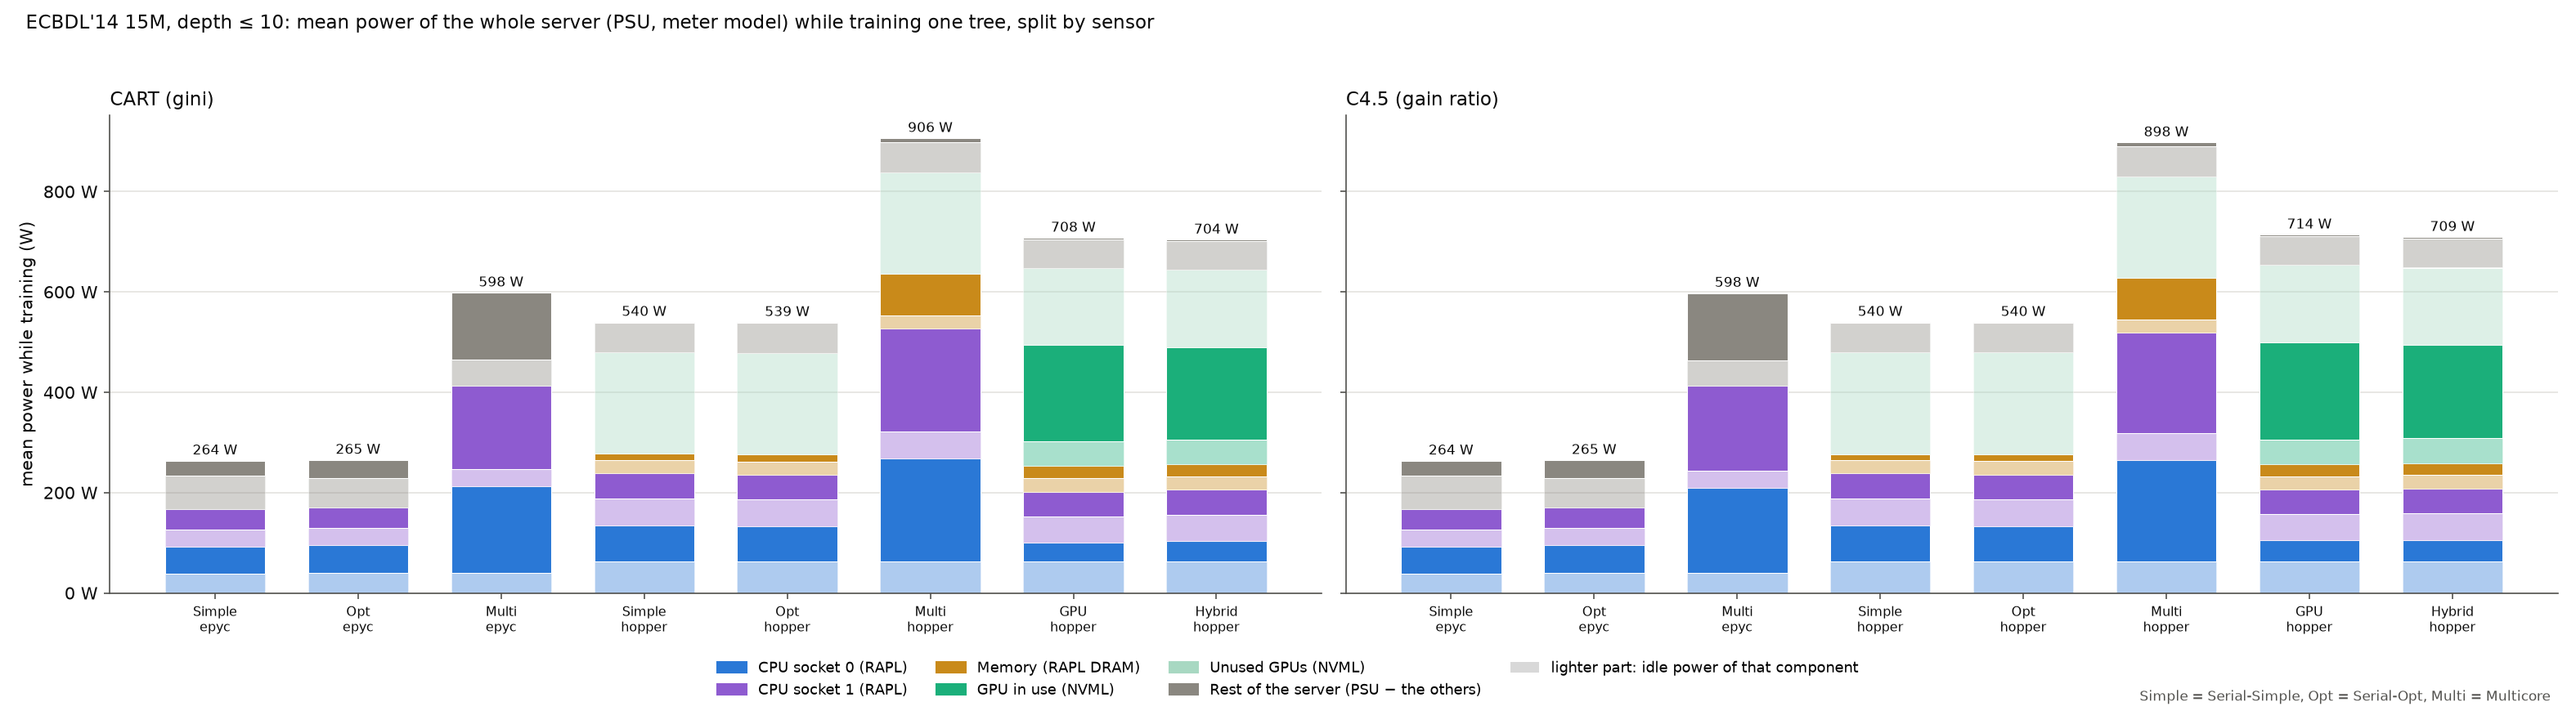 ECBDL'14 15M, depth ≤ 10: mean power of the whole server (PSU, meter model) while training one tree, split by sensor
CART (gini)
mean power while training (W)
800 W
600 W
400 W
200 W
0 W
264 W
265 W
598 W
540 W
539 W
906 W
708 W
704 W
Simple
epyc
Opt
epyc
Multi
epyc
Simple
hopper
Opt
hopper
Multi
hopper
GPU
hopper
Hybrid
hopper
C4.5 (gain ratio)
264 W
265 W
598 W
540 W
540 W
898 W
714 W
709 W
Simple
epyc
Opt
epyc
Multi
epyc
Simple
hopper
Opt
hopper
Multi
hopper
GPU
hopper
Hybrid
hopper
CPU socket 0 (RAPL)
CPU socket 1 (RAPL)
Memory (RAPL DRAM)
GPU in use (NVML)
Unused GPUs (NVML)
Rest of the server (PSU − the others)
lighter part: idle power of that component
Simple = Serial-Simple, Opt = Serial-Opt, Multi = Multicore